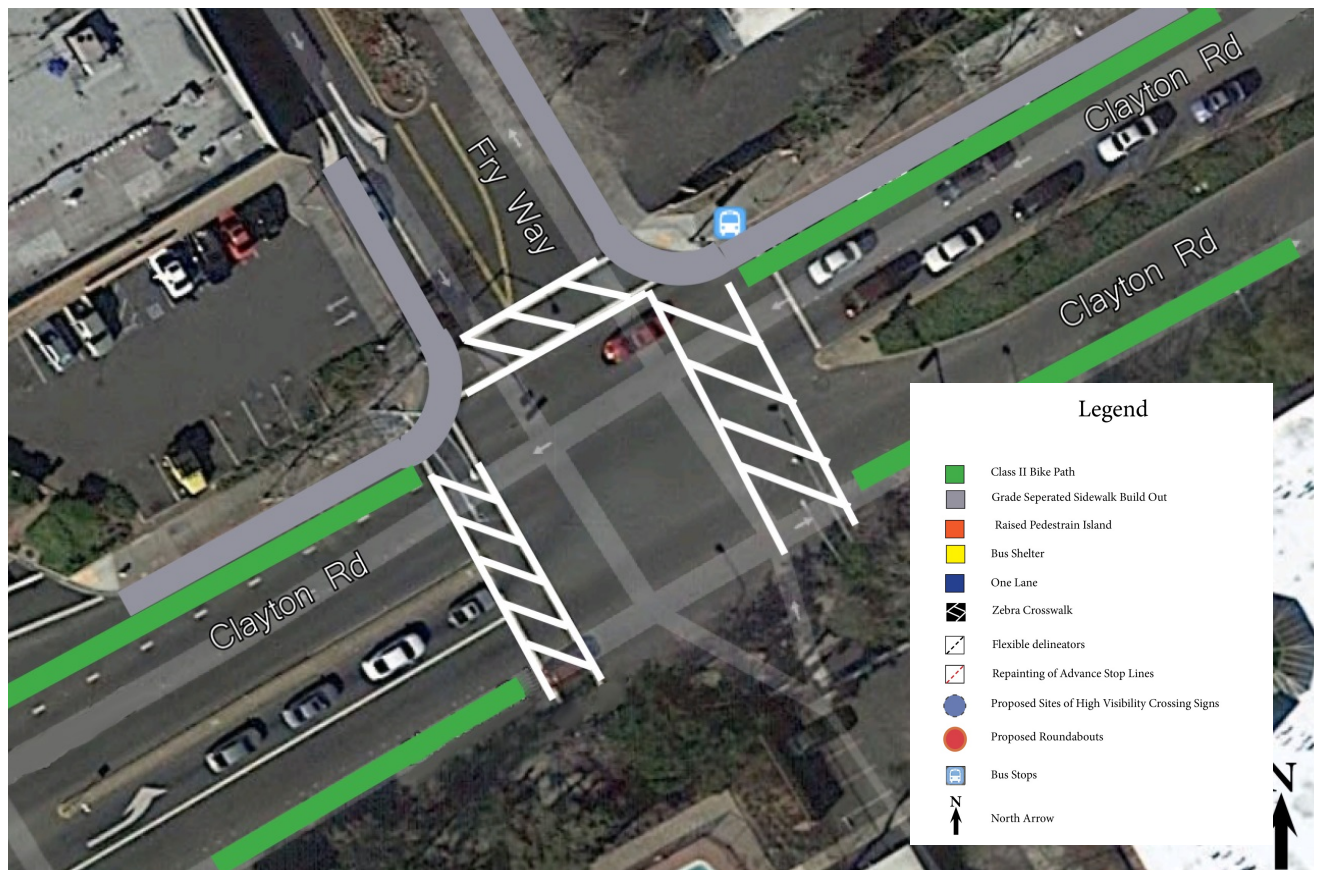 Clayton Rd
Fry Way
Clayton Rd
Clayton Rd
Legend
Class II Bike Path
Grade Seperated Sidewalk Build Out
Raised Pedestrain Island
Bus Shelter
One Lane
Zebra Crosswalk
Flexible delineators
Repainting of Advance Stop Lines
Proposed Sites of High Visibility Crossing Signs
Proposed Roundabouts
Bus Stops
N
North Arrow
N